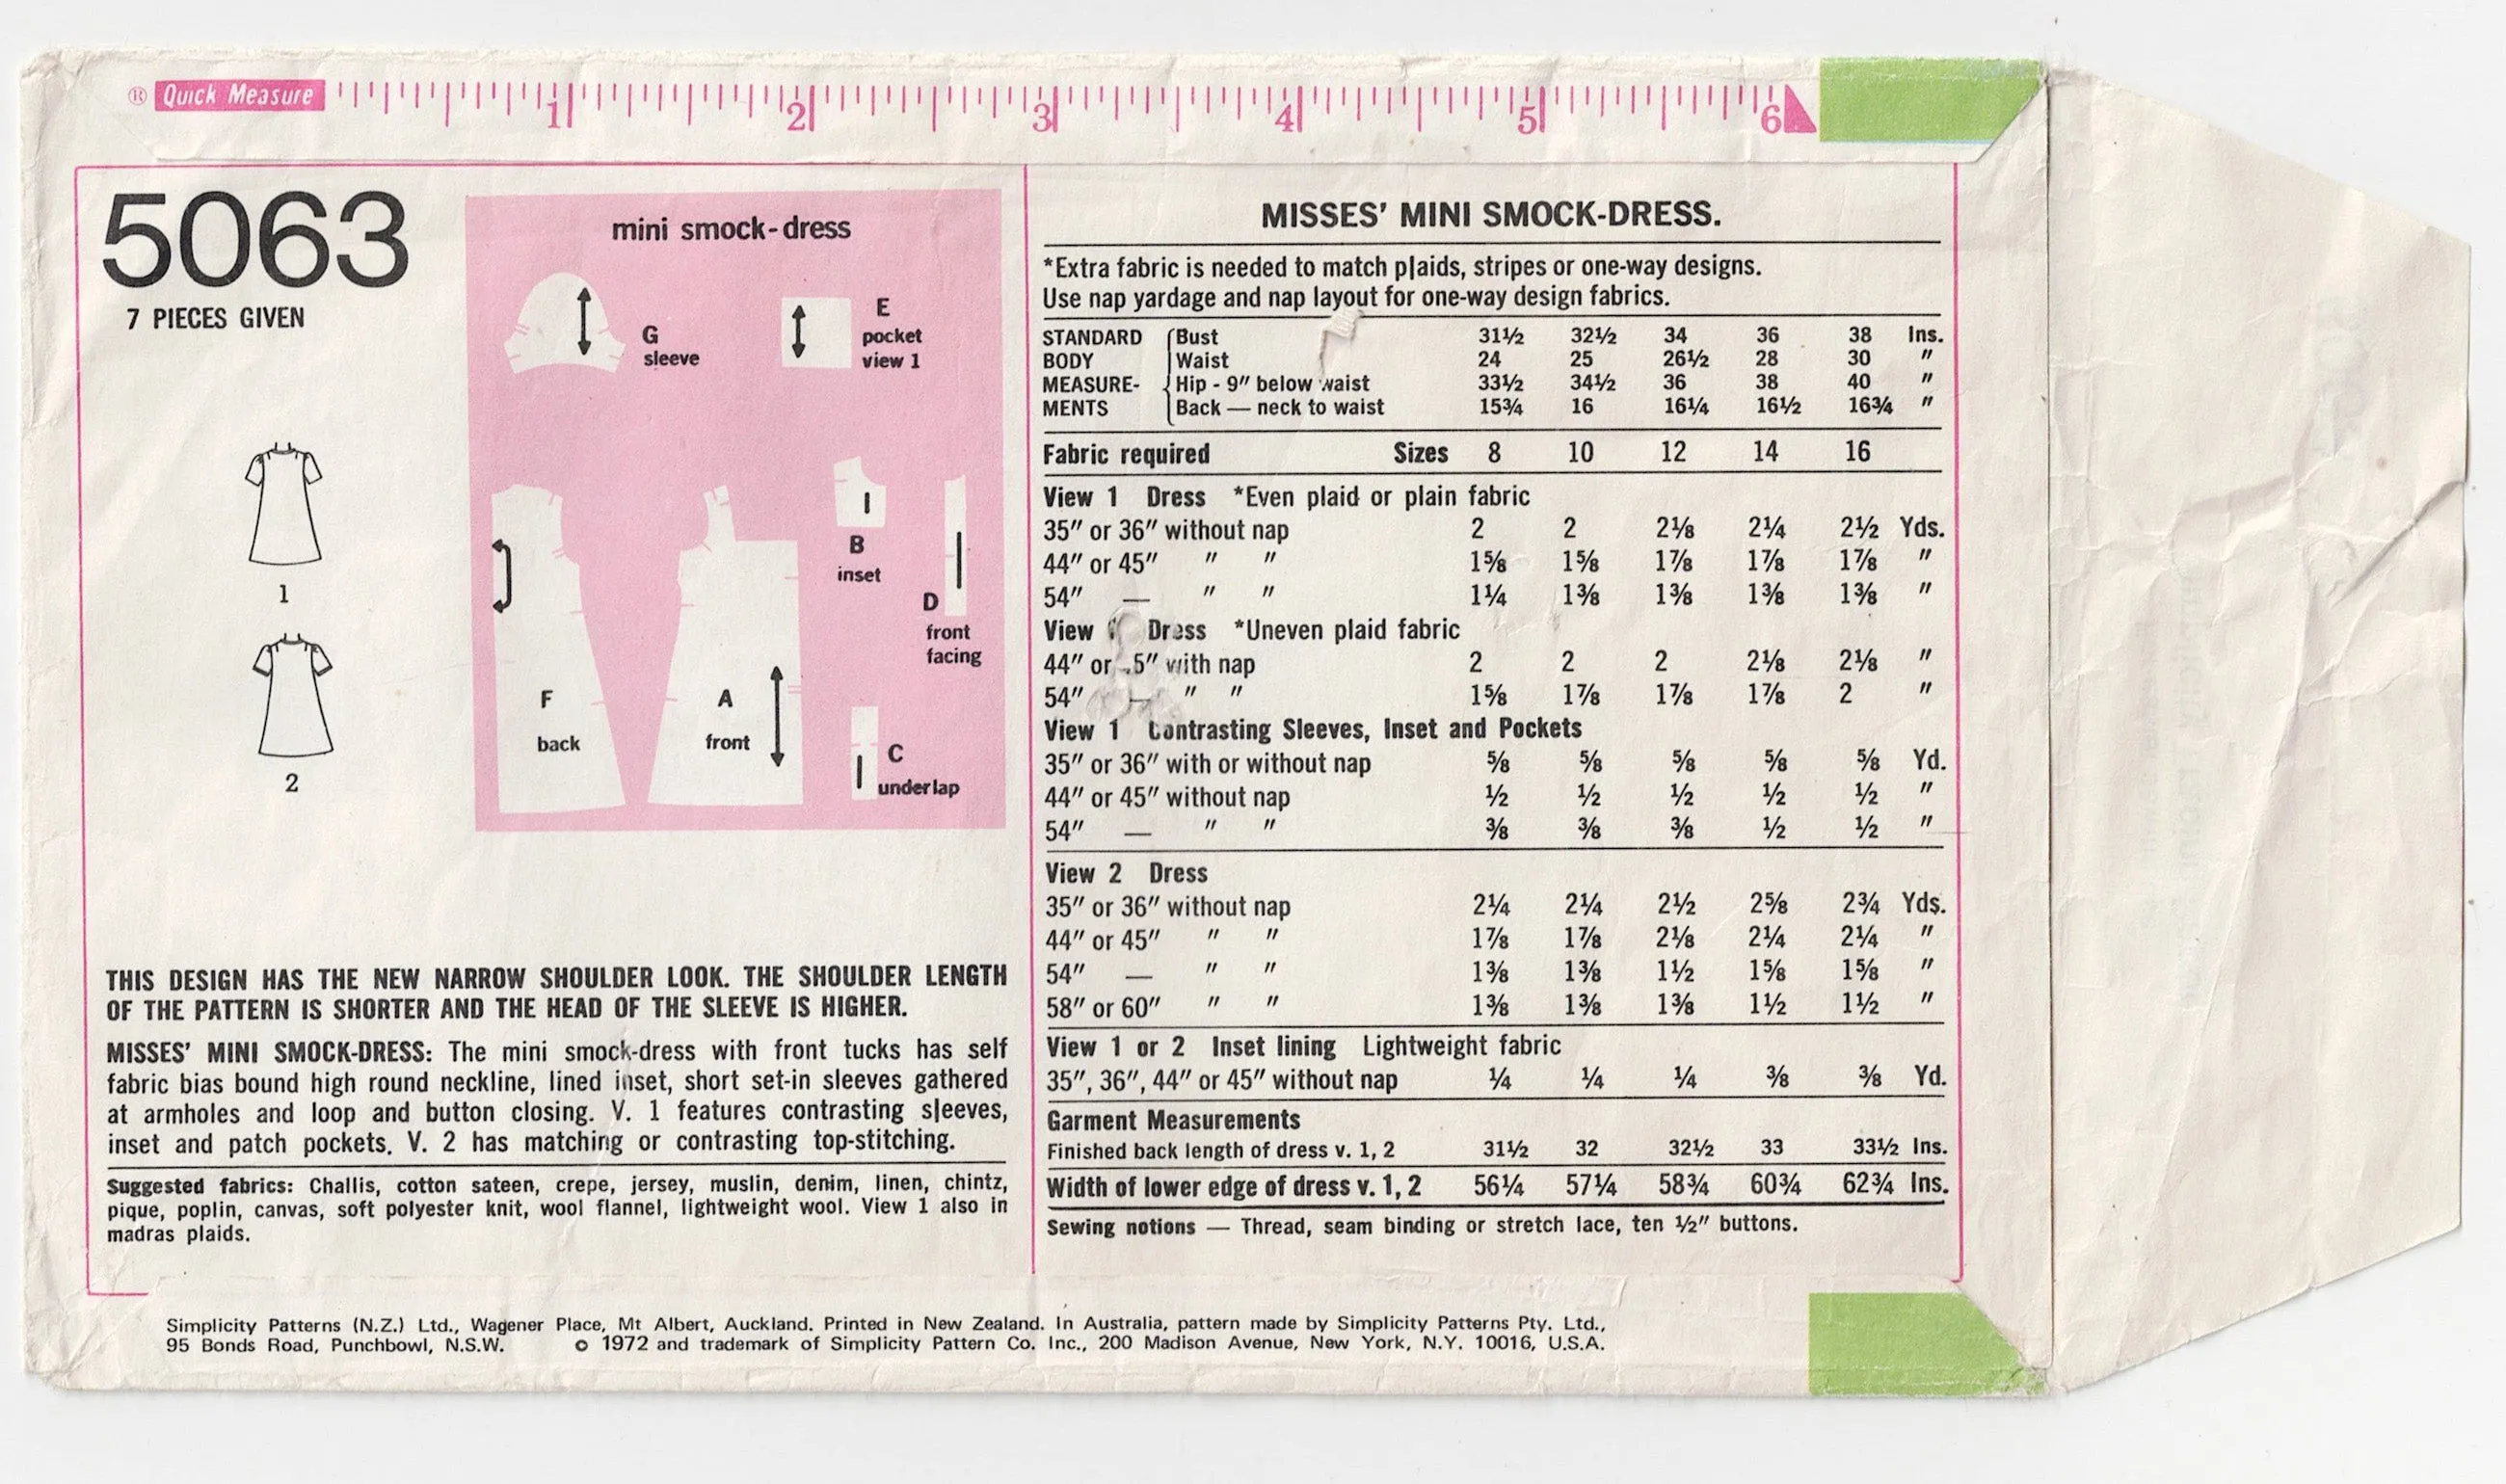 ® Quick Measure 1 2 3 4 5 6
5063
7 PIECES GIVEN
1
2
mini smock-dress
G
sleeve
E
pocket
view 1
I
B
inset
D
front
facing
F
back
A
front
C
underlap
THIS DESIGN HAS THE NEW NARROW SHOULDER LOOK. THE SHOULDER LENGTH
OF THE PATTERN IS SHORTER AND THE HEAD OF THE SLEEVE IS HIGHER.
MISSES' MINI SMOCK-DRESS: The mini smock-dress with front tucks has self
fabric bias bound high round neckline, lined inset, short set-in sleeves gathered
at armholes and loop and button closing. V. 1 features contrasting sleeves,
inset and patch pockets. V. 2 has matching or contrasting top-stitching.
Suggested fabrics: Challis, cotton sateen, crepe, jersey, muslin, denim, linen, chintz,
pique, poplin, canvas, soft polyester knit, wool flannel, lightweight wool. View 1 also in
madras plaids.
MISSES' MINI SMOCK-DRESS.
*Extra fabric is needed to match plaids, stripes or one-way designs.
Use nap yardage and nap layout for one-way design fabrics.
STANDARD Bust 31½ 32½ 34 36 38 Ins.
BODY Waist 24 25 26½ 28 30 "
MEASURE- Hip - 9" below waist 33½ 34½ 36 38 40 "
MENTS Back — neck to waist 15¾ 16 16¼ 16½ 16¾ "
Fabric required Sizes 8 10 12 14 16
View 1 Dress *Even plaid or plain fabric
35" or 36" without nap 2 2 2⅛ 2¼ 2½ Yds.
44" or 45" " " 1⅝ 1⅝ 1⅞ 1⅞ 1⅞ "
54" — " " 1¼ 1⅜ 1⅜ 1⅜ 1⅜ "
View Dress *Uneven plaid fabric
44" or 5" with nap 2 2 2 2⅛ 2⅛ "
54" — " " 1⅝ 1⅞ 1⅞ 1⅞ 2 "
View 1 Contrasting Sleeves, Inset and Pockets
35" or 36" with or without nap ⅝ ⅝ ⅝ ⅝ ⅝ Yd.
44" or 45" without nap ½ ½ ½ ½ ½ "
54" — " " ⅜ ⅜ ⅜ ½ ½ "
View 2 Dress
35" or 36" without nap 2¼ 2¼ 2½ 2⅝ 2¾ Yds.
44" or 45" " " 1⅞ 1⅞ 2⅛ 2¼ 2¼ "
54" — " " 1⅜ 1⅜ 1½ 1⅝ 1⅝ "
58" or 60" " " 1⅜ 1⅜ 1⅜ 1½ 1½ "
View 1 or 2 Inset lining Lightweight fabric
35", 36", 44" or 45" without nap ¼ ¼ ¼ ⅜ ⅜ Yd.
Garment Measurements
Finished back length of dress v. 1, 2 31½ 32 32½ 33 33½ Ins.
Width of lower edge of dress v. 1, 2 56¼ 57¼ 58¾ 60¾ 62¾ Ins.
Sewing notions — Thread, seam binding or stretch lace, ten ½" buttons.
Simplicity Patterns (N.Z.) Ltd., Wagener Place, Mt Albert, Auckland. Printed in New Zealand. In Australia, pattern made by Simplicity Patterns Pty. Ltd.,
95 Bonds Road, Punchbowl, N.S.W. © 1972 and trademark of Simplicity Pattern Co. Inc., 200 Madison Avenue, New York, N.Y. 10016, U.S.A.